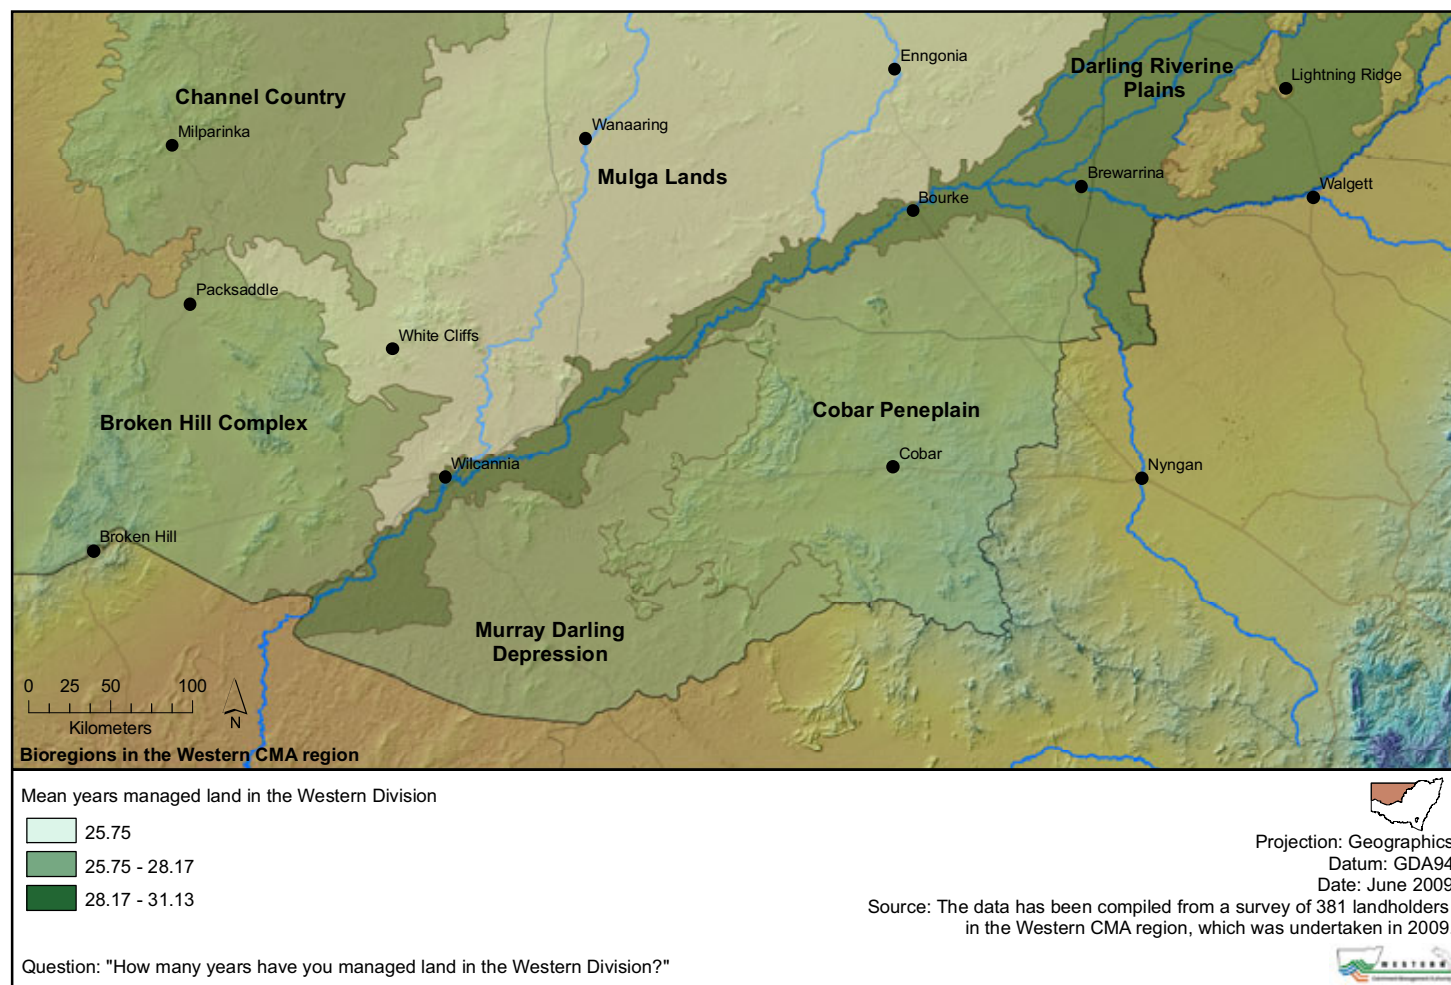 Enngonia
Darling Riverine
Plains
Lightning Ridge
Channel Country
Milparinka
Wanaaring
Mulga Lands
Brewarrina
Walgett
Bourke
Packsaddle
White Cliffs
Broken Hill Complex
Cobar Peneplain
Cobar
Wilcannia
Nyngan
Broken Hill
Murray Darling
Depression
0 25 50 100
Kilometers
N
Bioregions in the Western CMA region
Mean years managed land in the Western Division
25.75
25.75 - 28.17
28.17 - 31.13
Projection: Geographics
Datum: GDA94
Date: June 2009
Source: The data has been compiled from a survey of 381 landholders
in the Western CMA region, which was undertaken in 2009.
Question: "How many years have you managed land in the Western Division?"
WESTERN